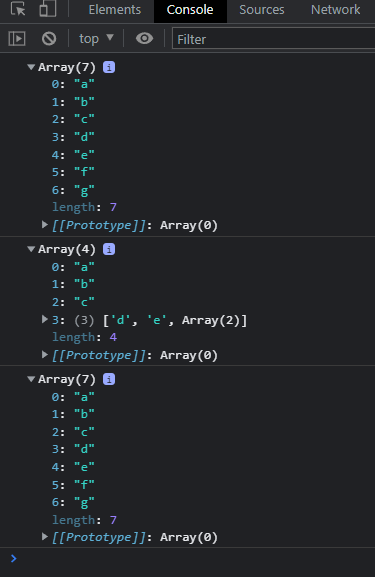 Elements Console Sources Network
top ▼ Filter
▼Array(7) i
0: "a"
1: "b"
2: "c"
3: "d"
4: "e"
5: "f"
6: "g"
length: 7
▶[[Prototype]]: Array(0)
▼Array(4) i
0: "a"
1: "b"
2: "c"
▶3: (3) ['d', 'e', Array(2)]
length: 4
▶[[Prototype]]: Array(0)
▼Array(7) i
0: "a"
1: "b"
2: "c"
3: "d"
4: "e"
5: "f"
6: "g"
length: 7
▶[[Prototype]]: Array(0)
>